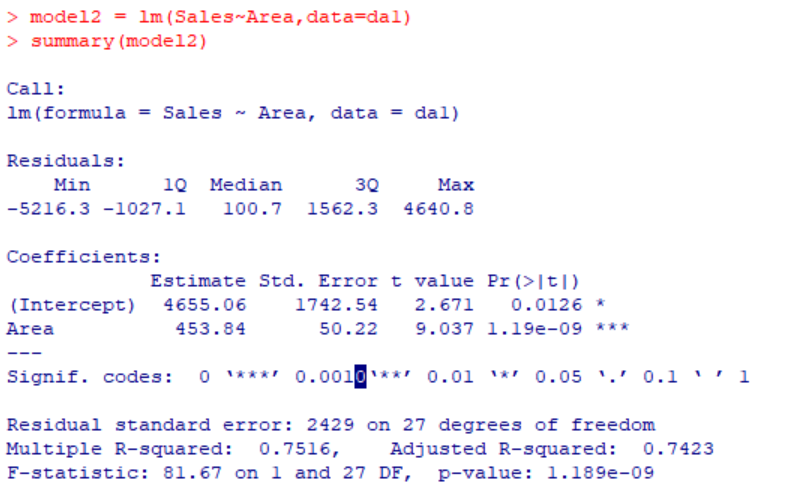 > model2 = lm(Sales~Area,data=da1)
> summary(model2)
Call:
lm(formula = Sales ~ Area, data = da1)
Residuals:
Min 1Q Median 3Q Max
-5216.3 -1027.1 100.7 1562.3 4640.8
Coefficients:
Estimate Std. Error t value Pr(>|t|)
(Intercept) 4655.06 1742.54 2.671 0.0126 *
Area 453.84 50.22 9.037 1.19e-09 ***
---
Signif. codes: 0 ‘***’ 0.0010‘**’ 0.01 ‘*’ 0.05 ‘.’ 0.1 ‘ ’ 1
Residual standard error: 2429 on 27 degrees of freedom
Multiple R-squared: 0.7516, Adjusted R-squared: 0.7423
F-statistic: 81.67 on 1 and 27 DF, p-value: 1.189e-09